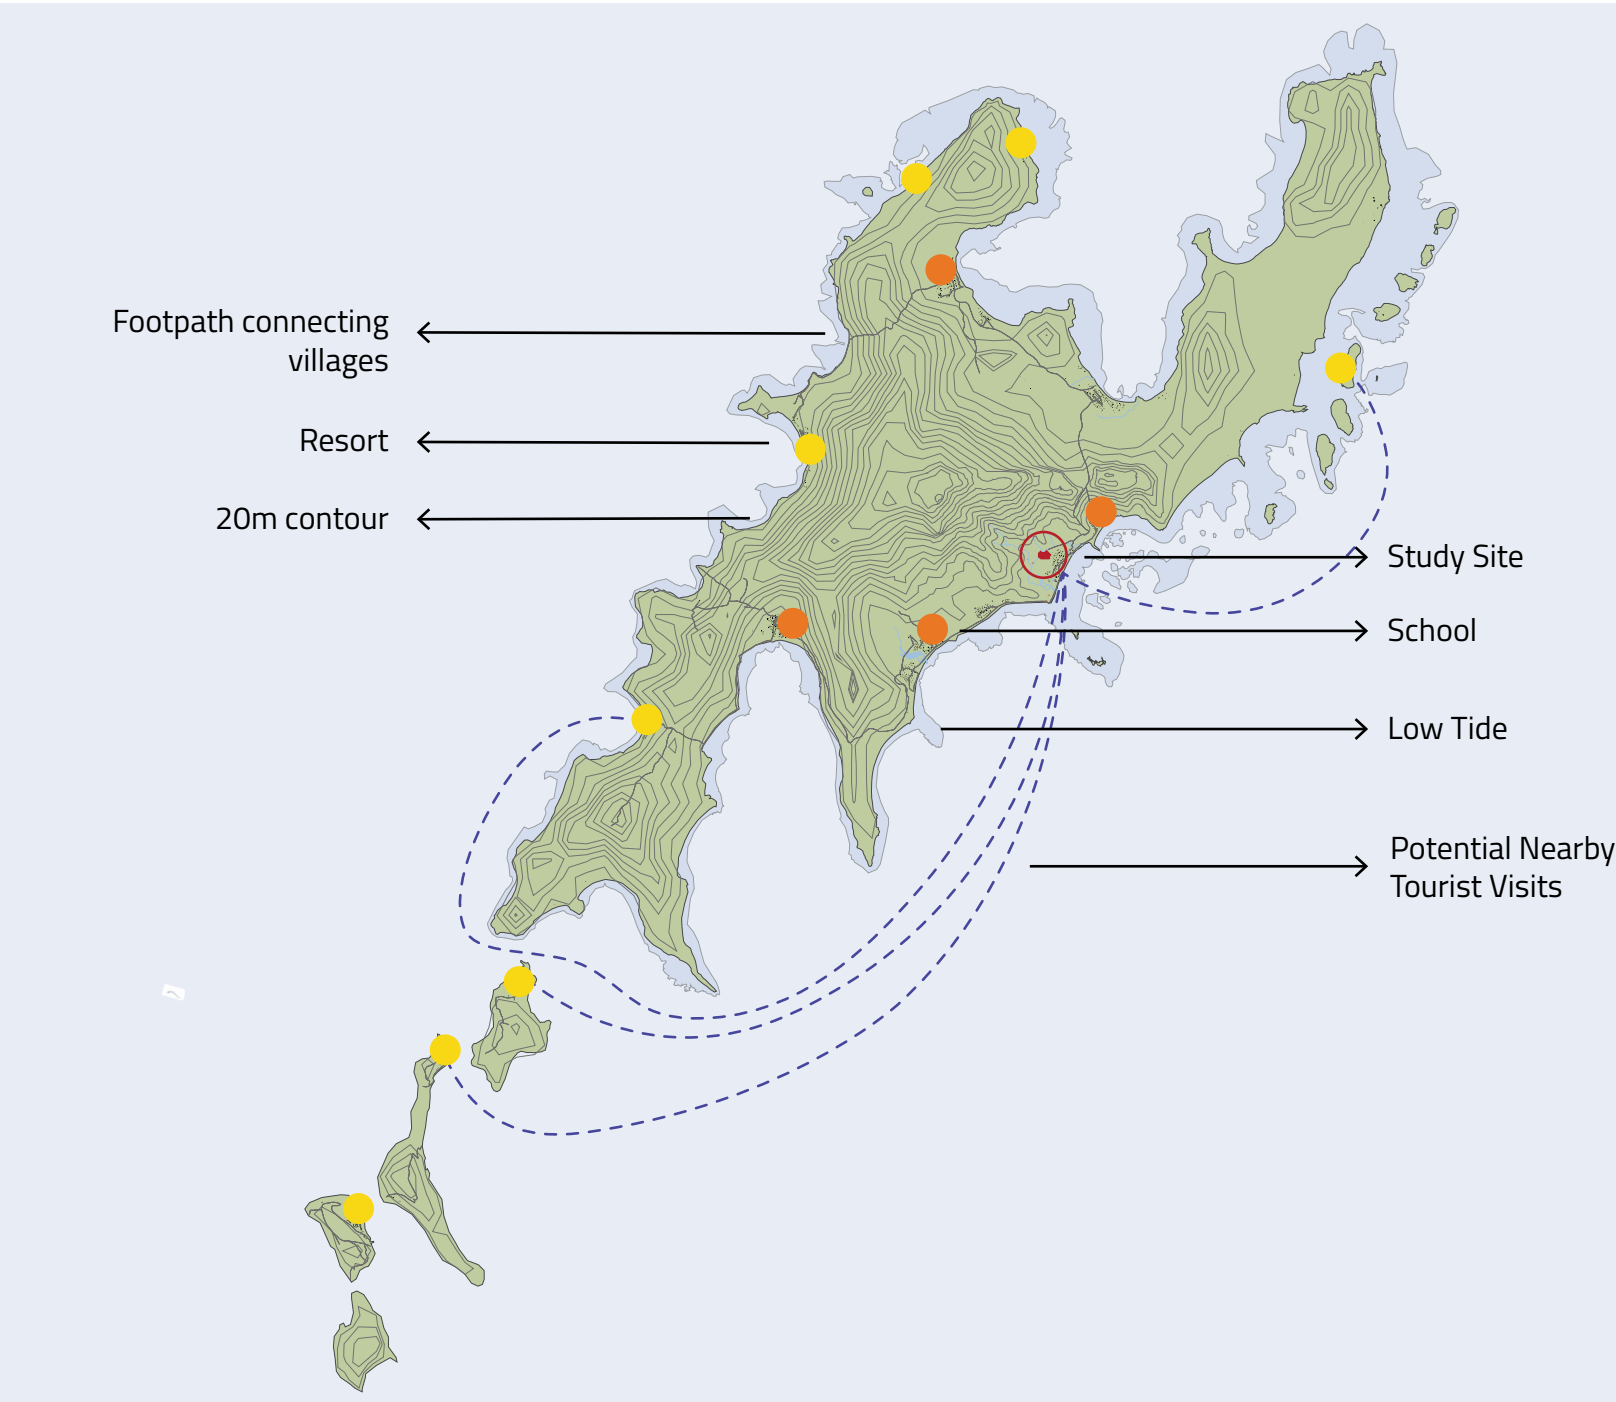 Footpath connecting
villages
Resort
20m contour
Study Site
School
Low Tide
Potential Nearby
Tourist Visits